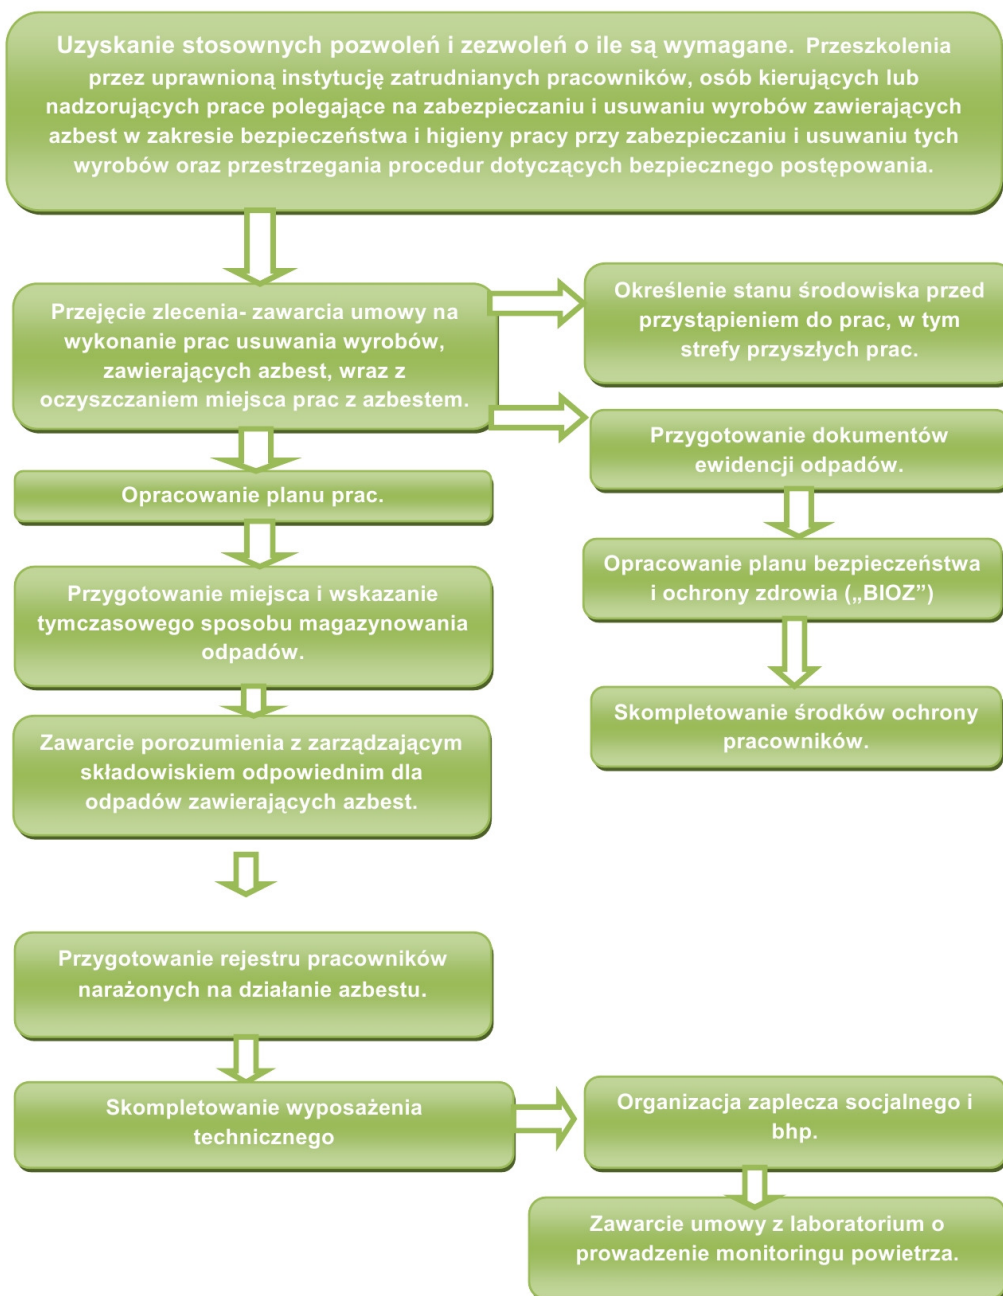 Uzyskanie stosownych pozwoleń i zezwoleń o ile są wymagane. Przeszkolenia
przez uprawnioną instytucję zatrudnianych pracowników, osób kierujących lub
nadzorujących prace polegające na zabezpieczaniu i usuwaniu wyrobów zawierających
azbest w zakresie bezpieczeństwa i higieny pracy przy zabezpieczaniu i usuwaniu tych
wyrobów oraz przestrzegania procedur dotyczących bezpiecznego postępowania.
Przejęcie zlecenia- zawarcia umowy na
wykonanie prac usuwania wyrobów,
zawierających azbest, wraz z
oczyszczaniem miejsca prac z azbestem.
Określenie stanu środowiska przed
przystąpieniem do prac, w tym
strefy przyszłych prac.
Przygotowanie dokumentów
ewidencji odpadów.
Opracowanie planu prac.
Opracowanie planu bezpieczeństwa
i ochrony zdrowia („BIOZ”)
Przygotowanie miejsca i wskazanie
tymczasowego sposobu magazynowania
odpadów.
Skompletowanie środków ochrony
pracowników.
Zawarcie porozumienia z zarządzającym
składowiskiem odpowiednim dla
odpadów zawierających azbest.
Przygotowanie rejestru pracowników
narażonych na działanie azbestu.
Skompletowanie wyposażenia
technicznego
Organizacja zaplecza socjalnego i
bhp.
Zawarcie umowy z laboratorium o
prowadzenie monitoringu powietrza.